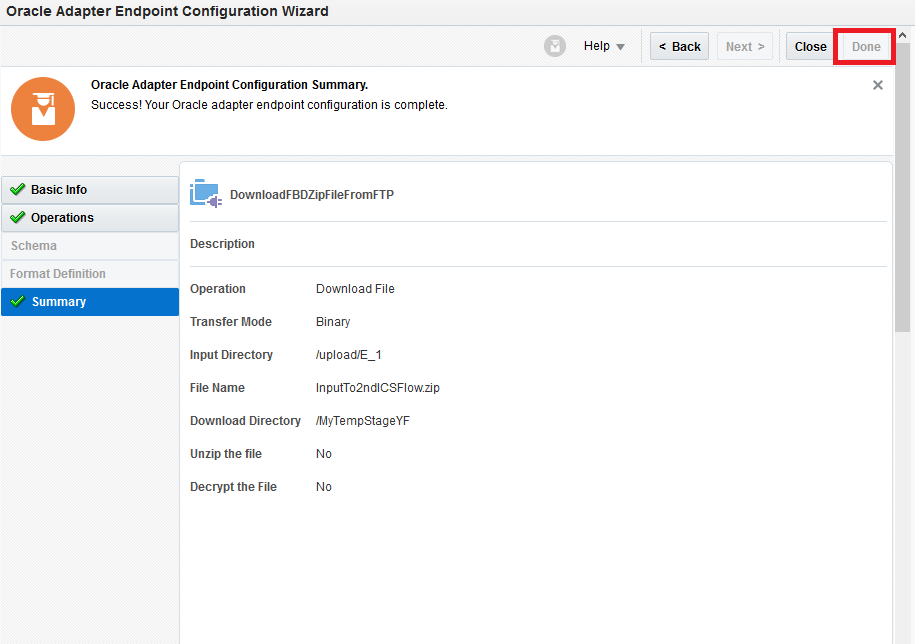 Oracle Adapter Endpoint Configuration Wizard
Help
< Back
Next >
Close
Done
Oracle Adapter Endpoint Configuration Summary.
Success! Your Oracle adapter endpoint configuration is complete.
Basic Info
Operations
Schema
Format Definition
Summary
DownloadFBDZipFileFromFTP
Description
Operation Download File
Transfer Mode Binary
Input Directory /upload/E_1
File Name InputTo2ndICSFlow.zip
Download Directory /MyTempStageYF
Unzip the file No
Decrypt the File No